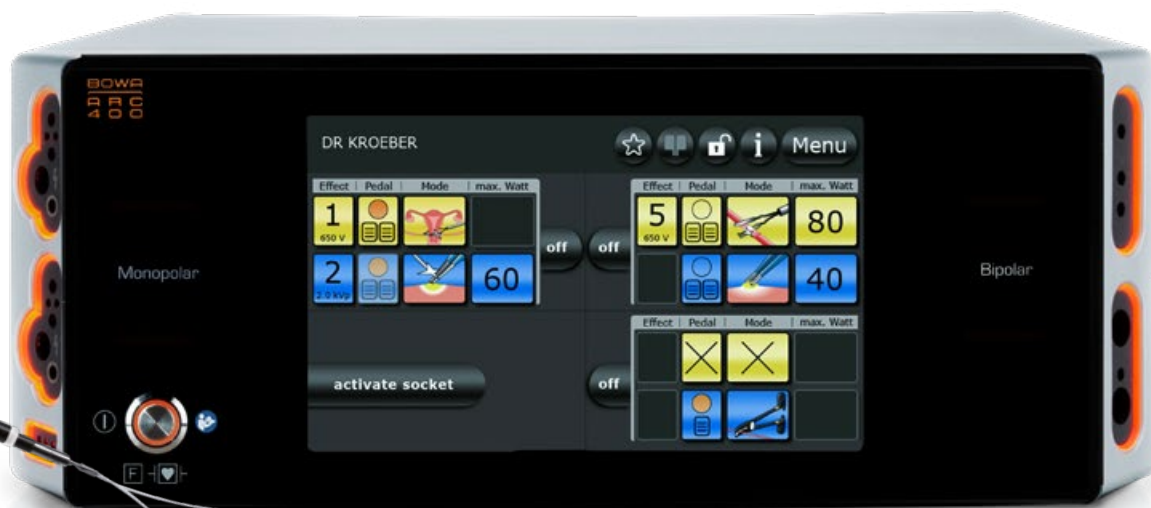 BOWA
ARC
400
DR KROEBER
i
Menu
Effect Pedal Mode max. Watt
1
650 V
2
2.0 kVp
60
off
Monopolar
activate socket
Effect Pedal Mode max. Watt
5
650 V
80
40
off
Effect Pedal Mode max. Watt
off
Bipolar
F